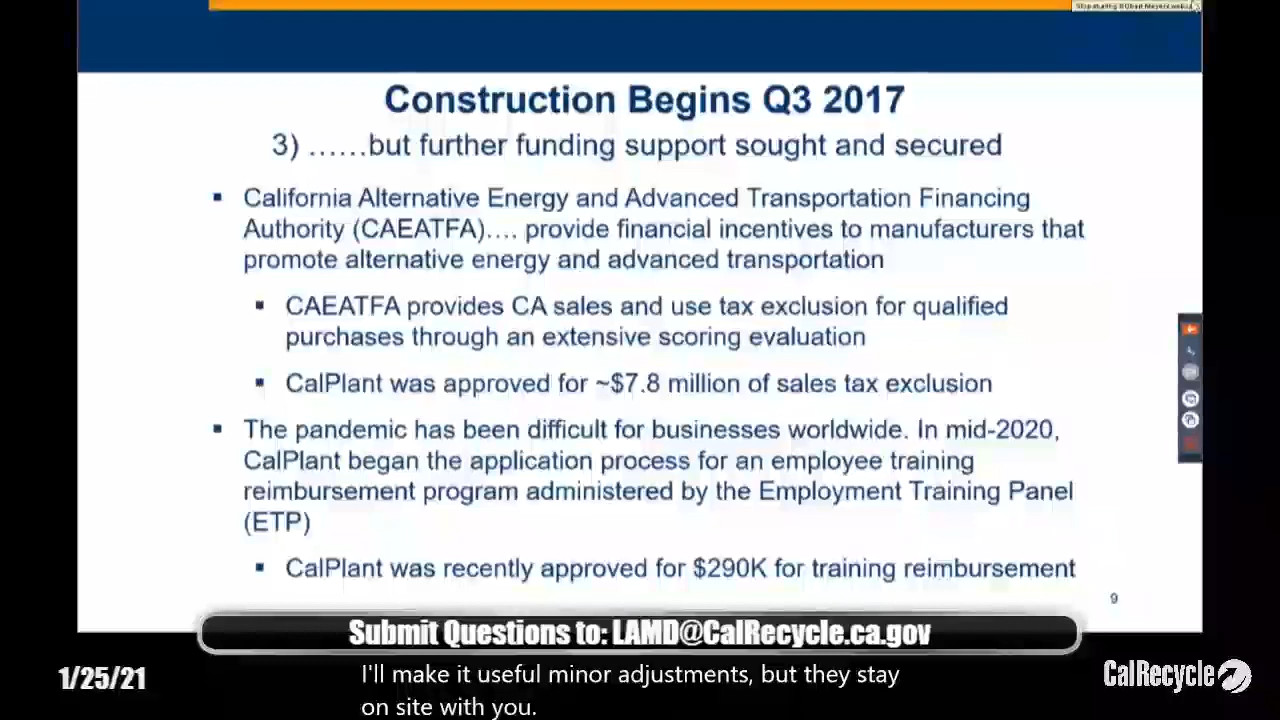 Construction Begins Q3 2017
3) ……but further funding support sought and secured
▪ California Alternative Energy and Advanced Transportation Financing
Authority (CAEATFA)…. provide financial incentives to manufacturers that
promote alternative energy and advanced transportation
▪ CAEATFA provides CA sales and use tax exclusion for qualified
purchases through an extensive scoring evaluation
▪ CalPlant was approved for ~$7.8 million of sales tax exclusion
▪ The pandemic has been difficult for businesses worldwide. In mid-2020,
CalPlant began the application process for an employee training
reimbursement program administered by the Employment Training Panel
(ETP)
▪ CalPlant was recently approved for $290K for training reimbursement
9
Submit Questions to: LAMD@CalRecycle.ca.gov
1/25/21
I'll make it useful minor adjustments, but they stay
on site with you.
CalRecycle